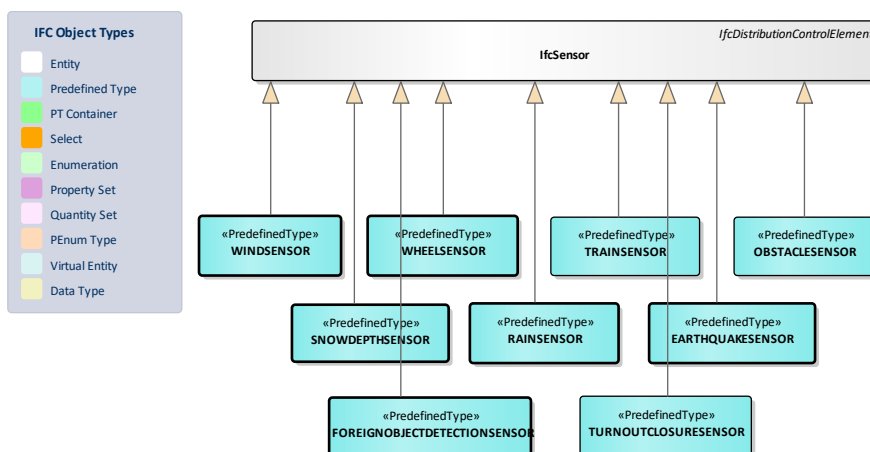 IFC Object Types
Entity
Predefined Type
PT Container
Select
Enumeration
Property Set
Quantity Set
PEnum Type
Virtual Entity
Data Type
IfcDistributionControlElement
IfcSensor
«PredefinedType»
WINDSENSOR
«PredefinedType»
WHEELSENSOR
«PredefinedType»
TRAINSENSOR
«PredefinedType»
OBSTACLESENSOR
«PredefinedType»
SNOWDEPTHSENSOR
«PredefinedType»
RAINSENSOR
«PredefinedType»
EARTHQUAKESENSOR
«PredefinedType»
FOREIGNOBJECTDETECTIONSENSOR
«PredefinedType»
TURNOUTCLOSURESENSOR